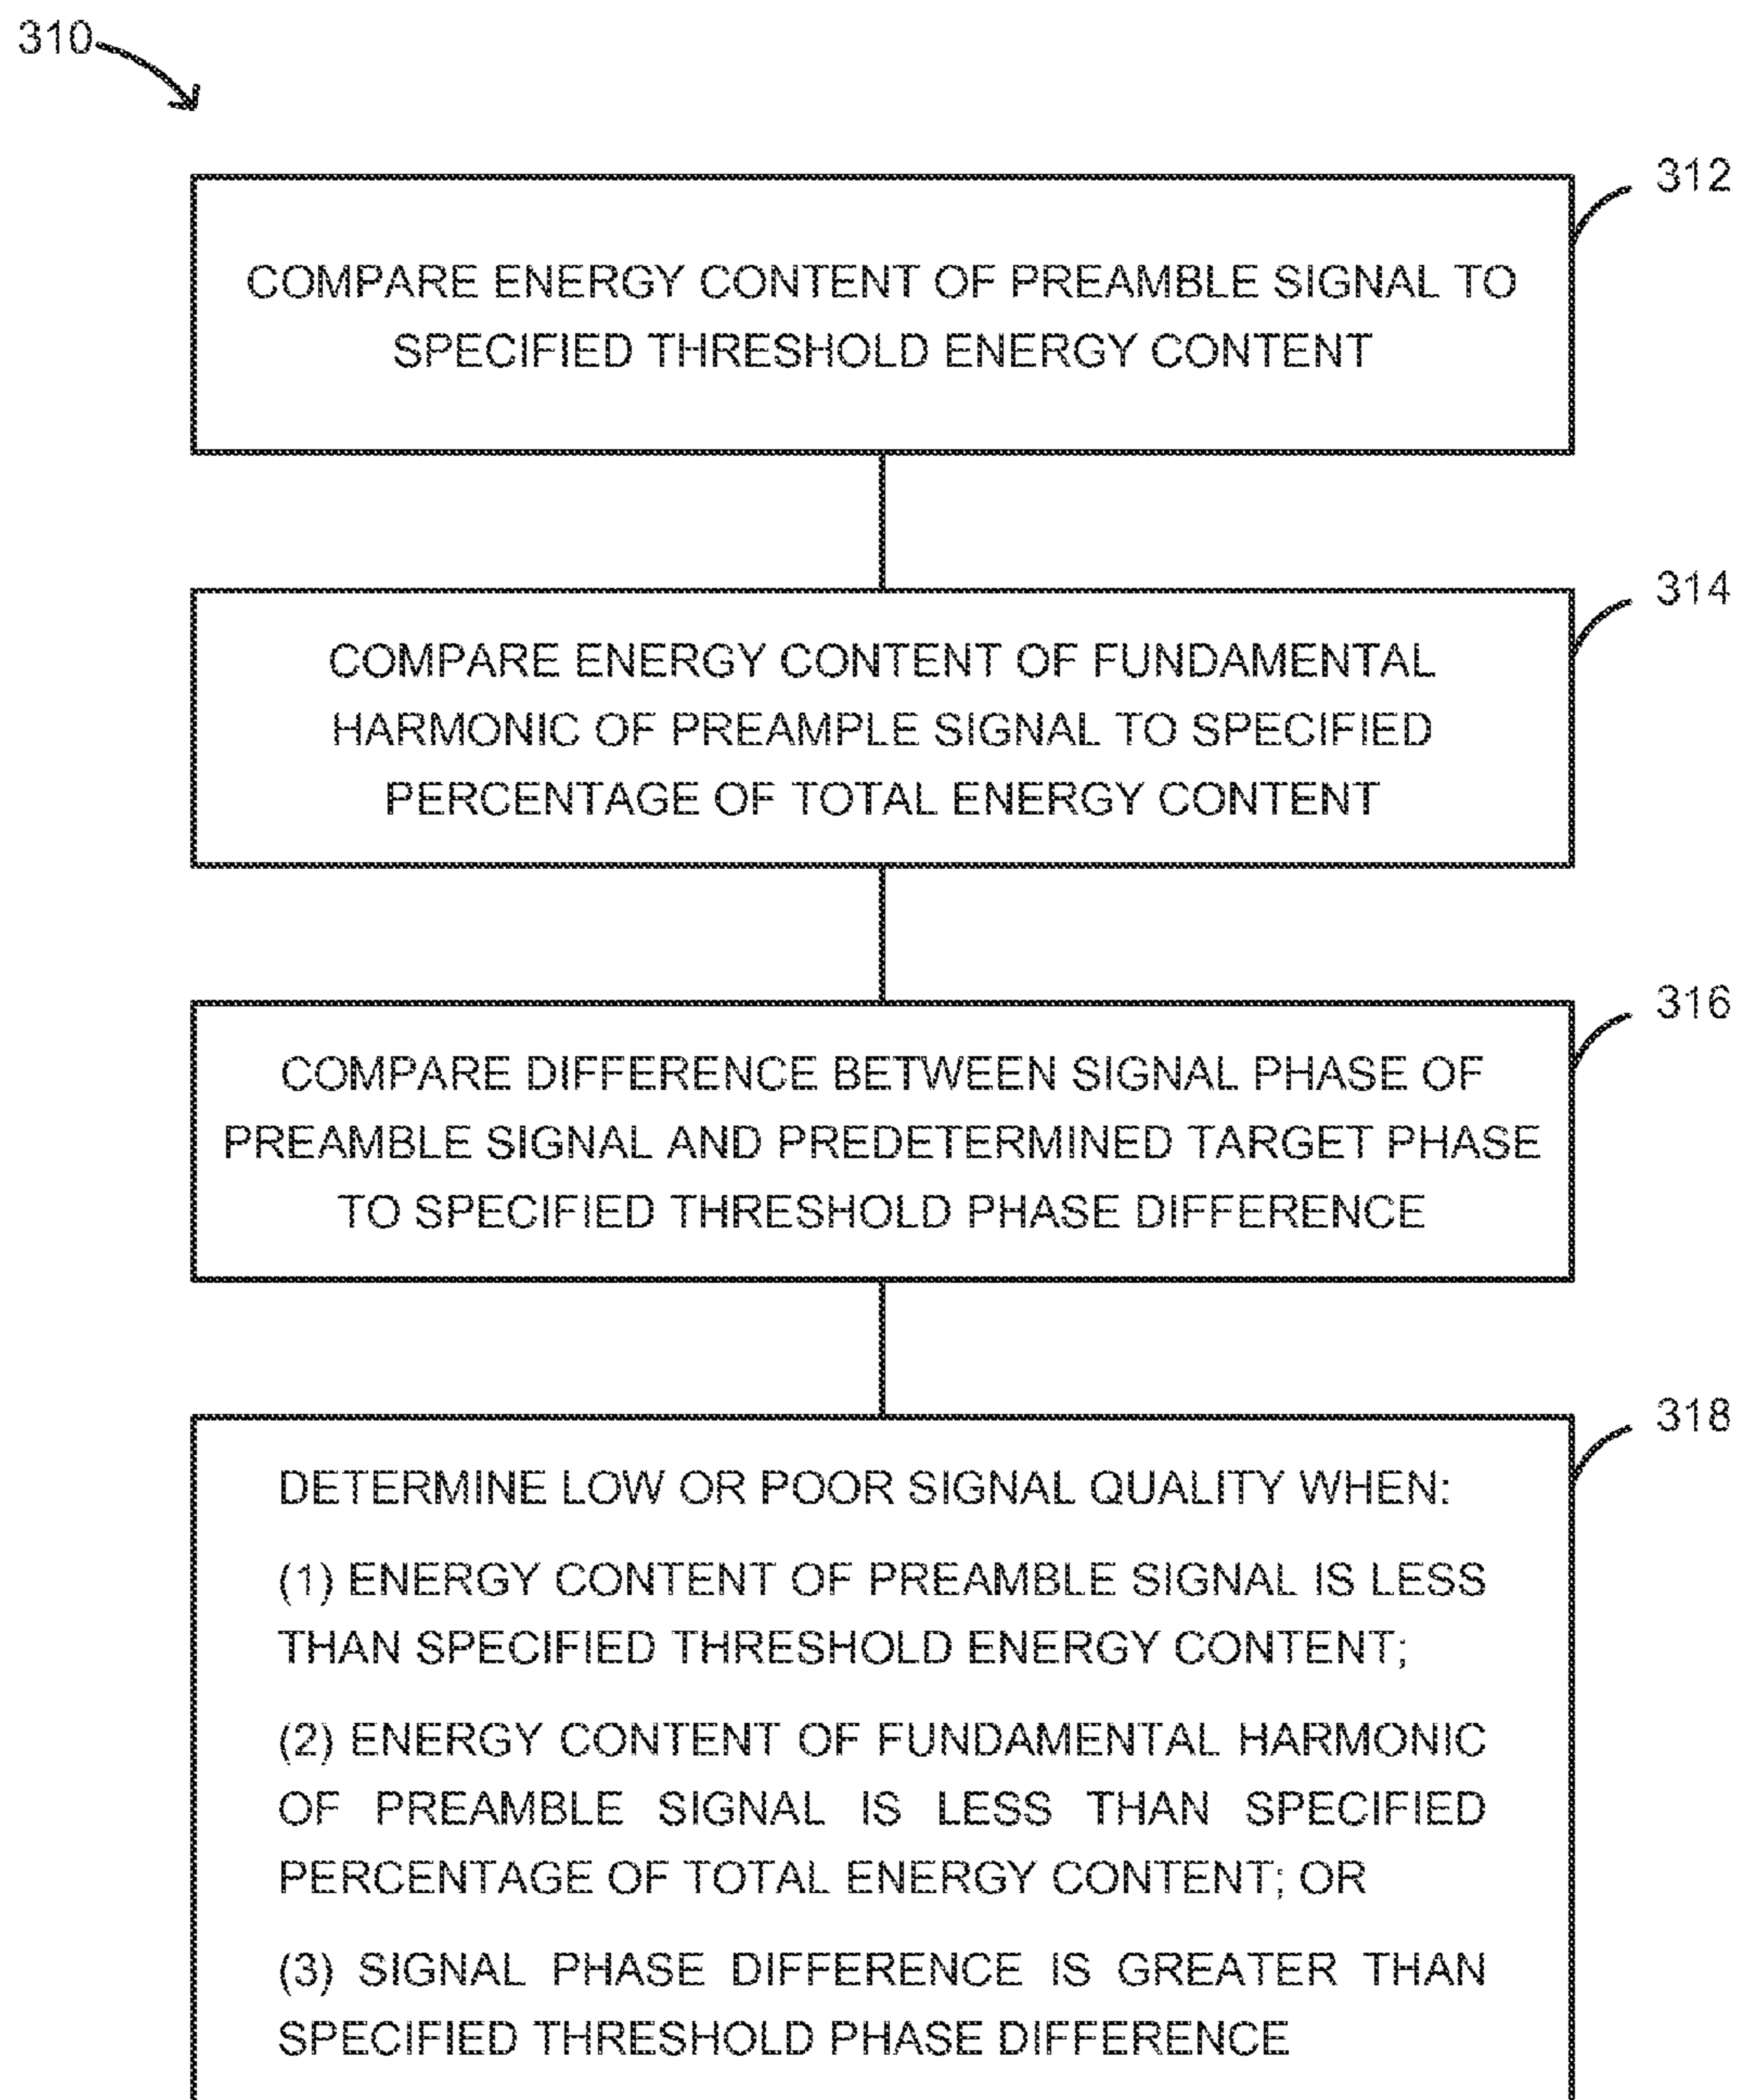 310
312
COMPARE ENERGY CONTENT OF PREAMBLE SIGNAL TO
SPECIFIED THRESHOLD ENERGY CONTENT
314
COMPARE ENERGY CONTENT OF FUNDAMENTAL
HARMONIC OF PREAMPLE SIGNAL TO SPECIFIED
PERCENTAGE OF TOTAL ENERGY CONTENT
316
COMPARE DIFFERENCE BETWEEN SIGNAL PHASE OF
PREAMBLE SIGNAL AND PREDETERMINED TARGET PHASE
TO SPECIFIED THRESHOLD PHASE DIFFERENCE
318
DETERMINE LOW OR POOR SIGNAL QUALITY WHEN:
(1) ENERGY CONTENT OF PREAMBLE SIGNAL IS LESS
THAN SPECIFIED THRESHOLD ENERGY CONTENT;
(2) ENERGY CONTENT OF FUNDAMENTAL HARMONIC
OF PREAMBLE SIGNAL IS LESS THAN SPECIFIED
PERCENTAGE OF TOTAL ENERGY CONTENT; OR
(3) SIGNAL PHASE DIFFERENCE IS GREATER THAN
SPECIFIED THRESHOLD PHASE DIFFERENCE